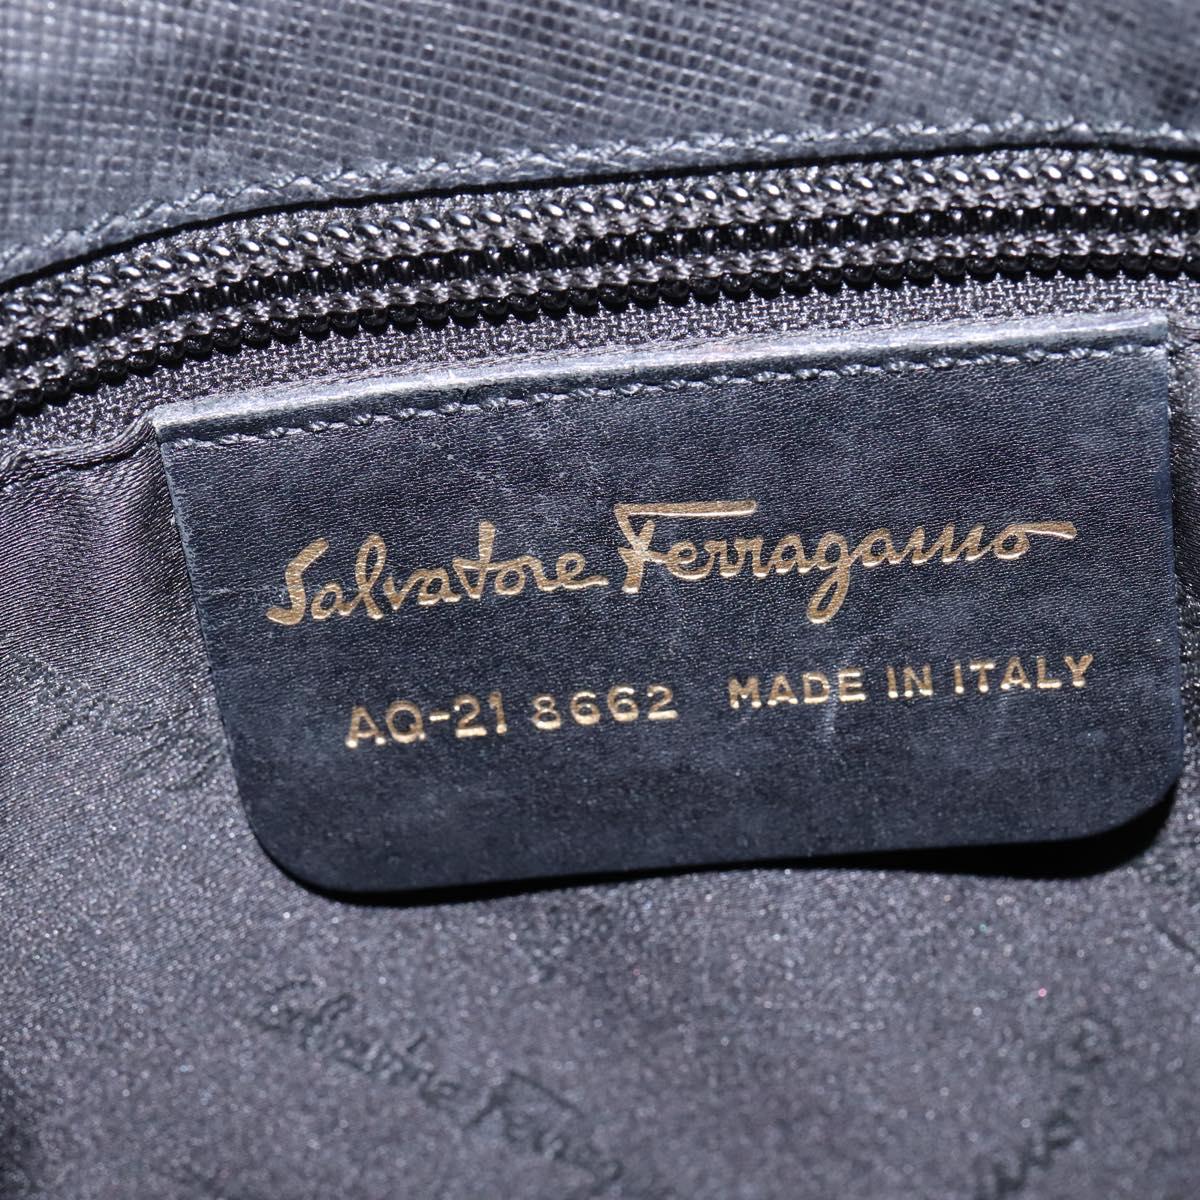 Salvatore Ferragamo
AQ-21 8662 MADE IN ITALY